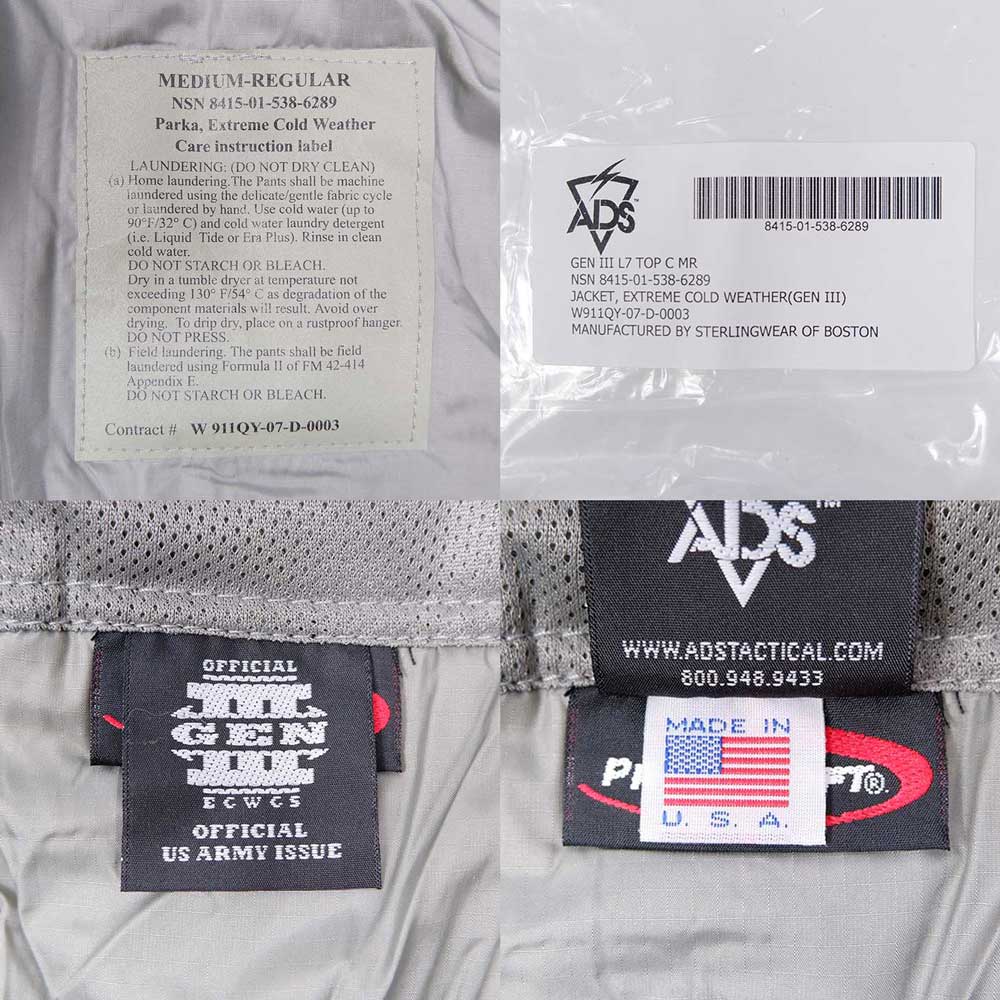 MEDIUM-REGULAR
NSN 8415-01-538-6289
Parka, Extreme Cold Weather
Care instruction label
LAUNDERING: (DO NOT DRY CLEAN)
(a) Home laundering. The Pants shall be machine
laundered using the delicate/gentle fabric cycle
or laundered by hand. Use cold water (up to
90°F/32° C) and cold water laundry detergent
(i.e. Liquid Tide or Era Plus). Rinse in clean
cold water.
DO NOT STARCH OR BLEACH.
Dry in a tumble dryer at temperature not
exceeding 130° F/54° C as degradation of the
component materials will result. Avoid over
drying. To drip dry, place on a rustproof hanger.
DO NOT PRESS.
(b) Field laundering. The pants shall be field
laundered using Formula II of FM 42-414
Appendix E.
DO NOT STARCH OR BLEACH.
Contract # W 911QY-07-D-0003
ADS
8415-01-538-6289
GEN III L7 TOP C MR
NSN 8415-01-538-6289
JACKET, EXTREME COLD WEATHER(GEN III)
W911QY-07-D-0003
MANUFACTURED BY STERLINGWEAR OF BOSTON
OFFICIAL
III
GEN
III
ECWCS
OFFICIAL
US ARMY ISSUE
ADS™
WWW.ADSTACTICAL.COM
800.948.9433
MADE IN
U.S.A.